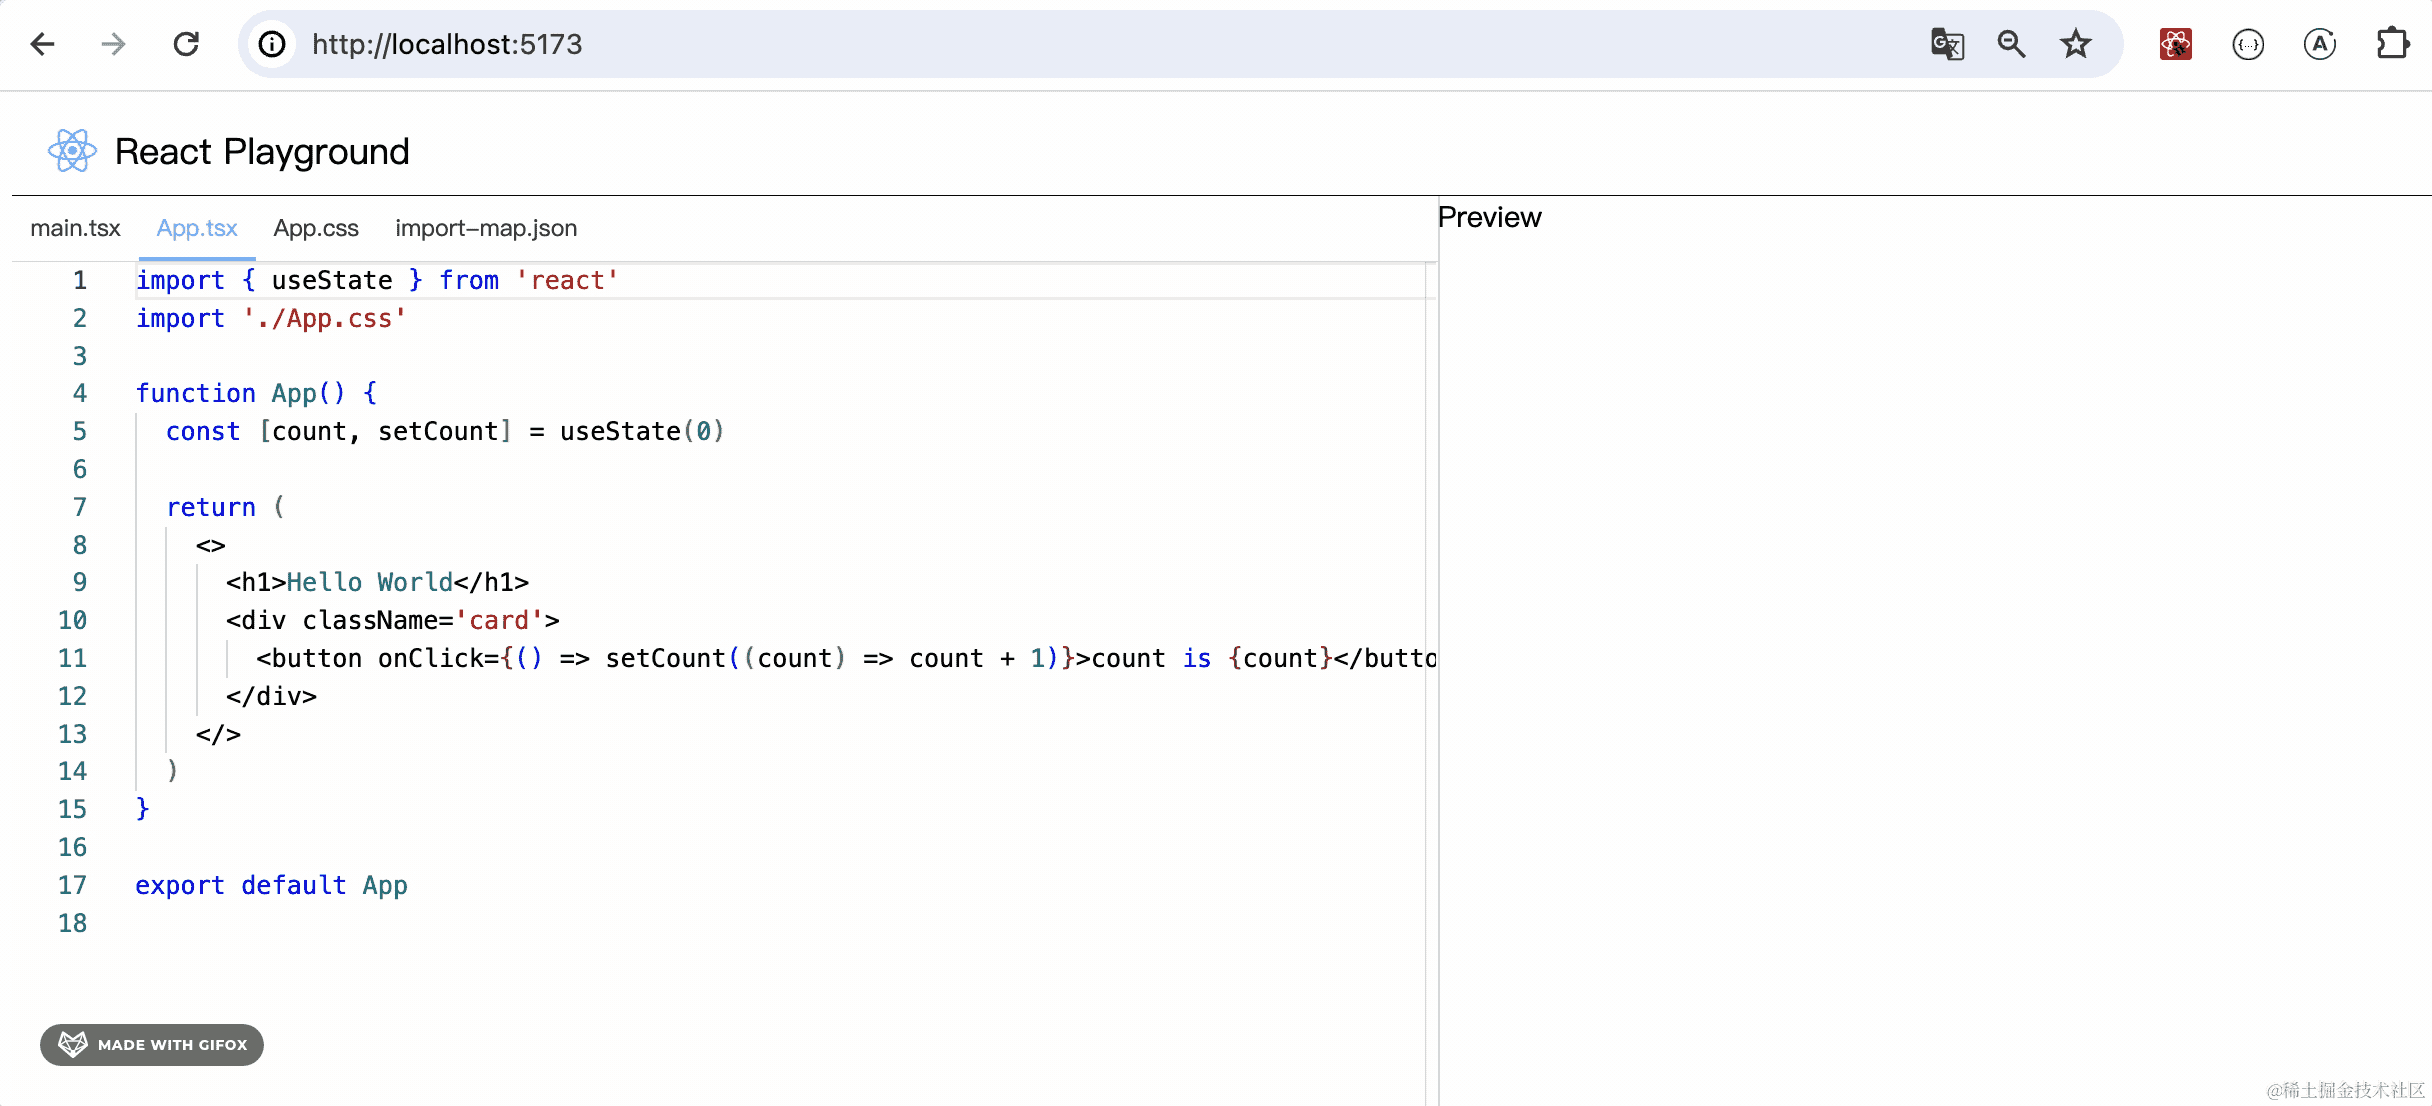 http://localhost:5173
React Playground
main.tsx App.tsx App.css import-map.json
Preview
1 import { useState } from 'react'
2 import './App.css'
3
4 function App() {
5 const [count, setCount] = useState(0)
6
7 return (
8 <>
9 <h1>Hello World</h1>
10 <div className='card'>
11 <button onClick={() => setCount((count) => count + 1)}>count is {count}</butto
12 </div>
13 </>
14 )
15 }
16
17 export default App
18
MADE WITH GIFOX
@稀土掘金技术社区